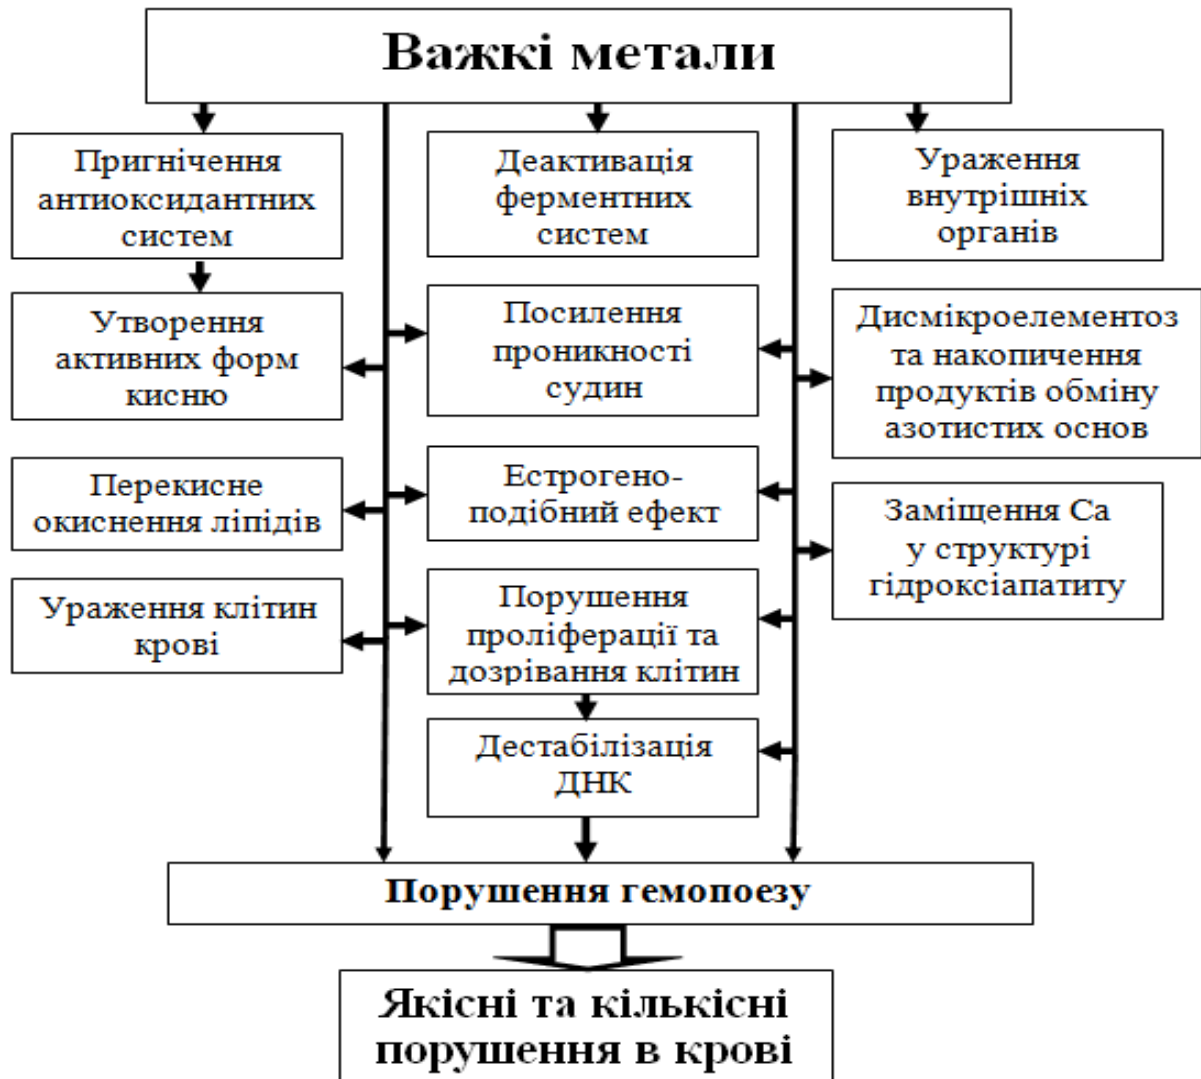 Важкі метали
Пригнічення
антиоксидантних
систем
Деактивація
ферментних
систем
Ураження
внутрішніх
органів
Утворення
активних форм
кисню
Посилення
проникності
судин
Дисмікроелементоз
та накопичення
продуктів обміну
азотистих основ
Перекисне
окиснення ліпідів
Естрогено-
подібний ефект
Заміщення Ca
у структурі
гідроксіапатиту
Ураження клітин
крові
Порушення
проліферації та
дозрівання клітин
Дестабілізація
ДНК
Порушення гемопоезу
Якісні та кількісні
порушення в крові